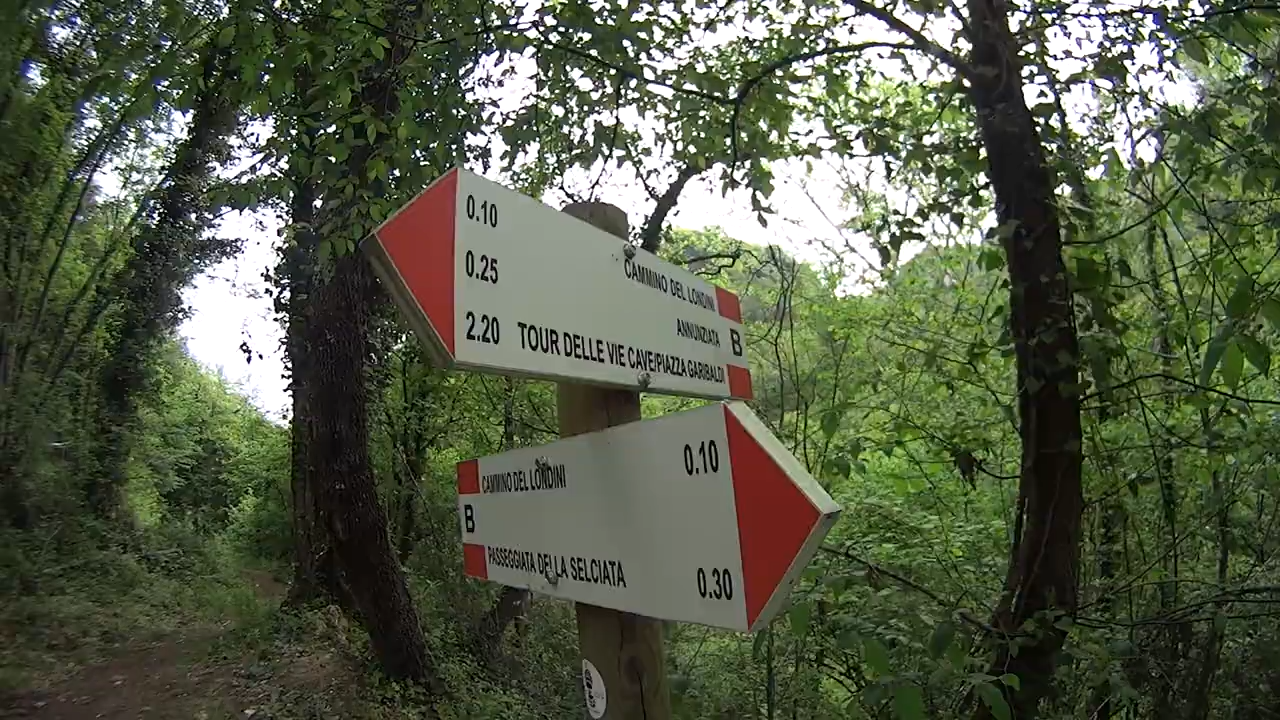 0.10 CAMMINO DEL LONDINI
0.25 ANNUNZIATA
B
2.20 TOUR DELLE VIE CAVE/PIAZZA GARIBALDI
CAMMINO DEL LONDINI 0.10
B
PASSEGGIATA DELLA SELCIATA 0.30